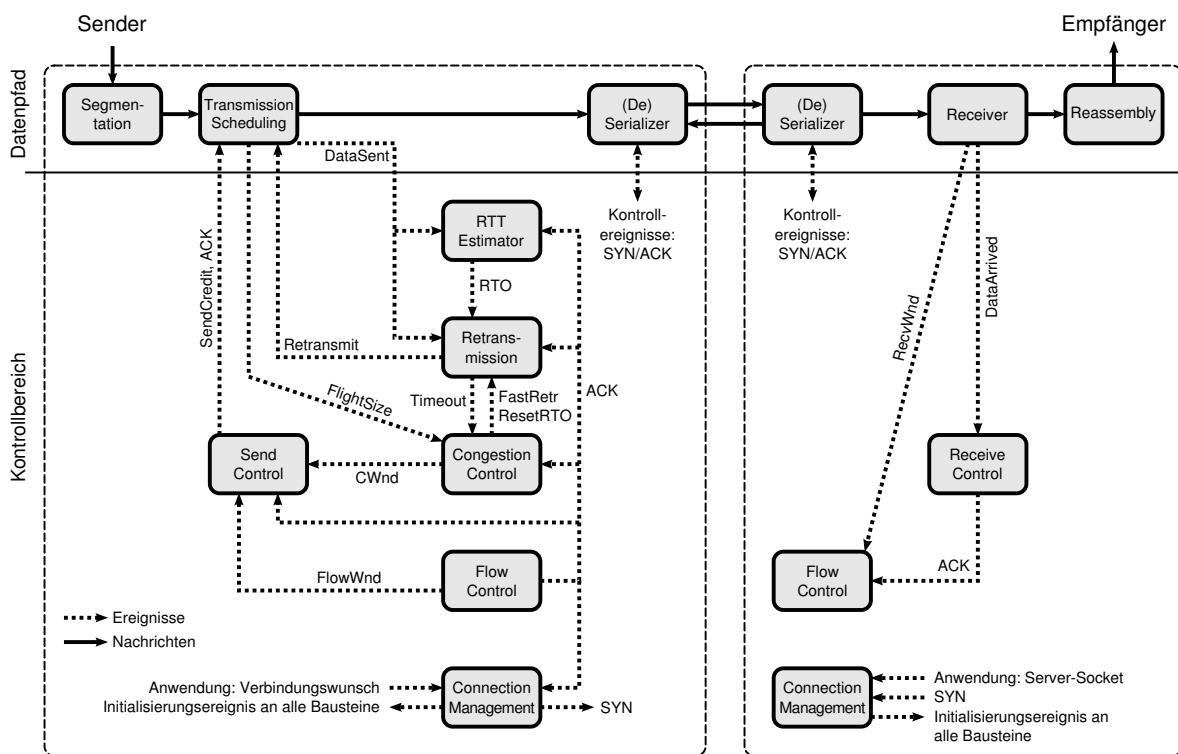 Sender
Empfänger
Datenpfad
Segmen-
tation
Transmission
Scheduling
(De)
Serializer
(De)
Serializer
Receiver
Reassembly
DataSent
Kontrollbereich
SendCredit, ACK
RTT
Estimator
Kontroll-
ereignisse:
SYN/ACK
Kontroll-
ereignisse:
SYN/ACK
DataArrived
RecvWnd
RTO
Retransmit
Retrans-
mission
FlightSize
Timeout
FastRetr
ResetRTO
ACK
Send
Control
CWnd
Congestion
Control
Receive
Control
FlowWnd
Flow
Control
Flow
Control
ACK
Ereignisse
Nachrichten
Anwendung: Verbindungswunsch
Initialisierungsereignis an alle Bausteine
Connection
Management
SYN
Connection
Management
Anwendung: Server-Socket
SYN
Initialisierungsereignis an
alle Bausteine